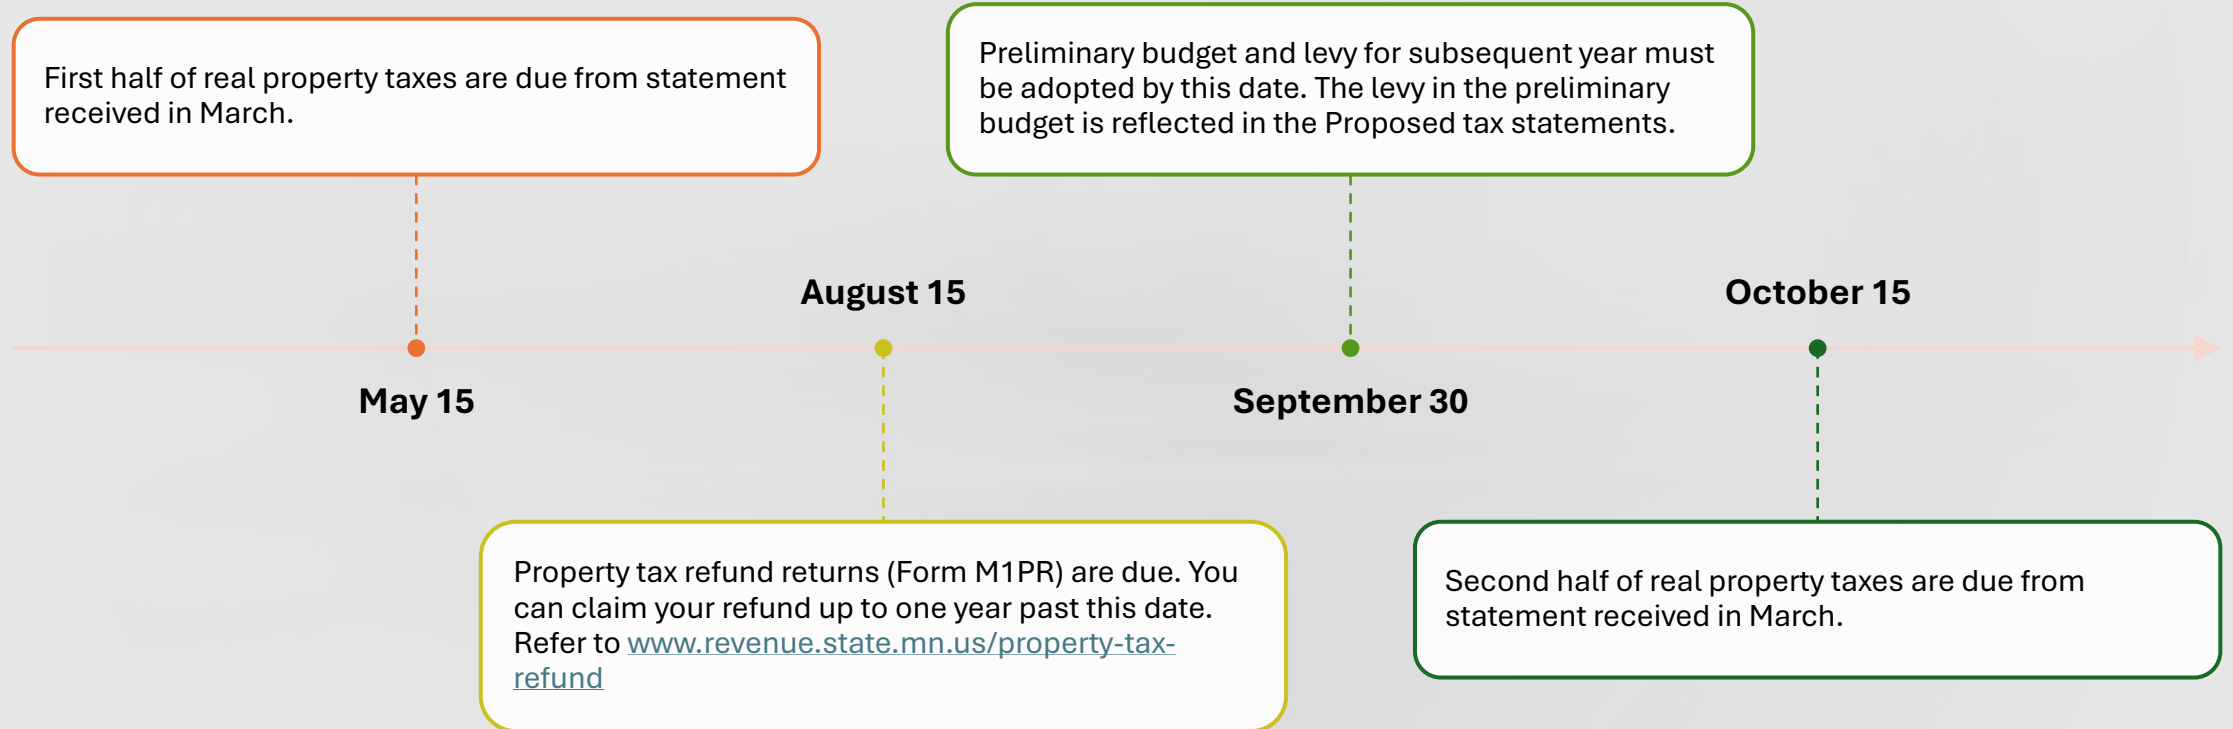 First half of real property taxes are due from statement
received in March.
May 15
August 15
Property tax refund returns (Form M1PR) are due. You
can claim your refund up to one year past this date.
Refer to www.revenue.state.mn.us/property-tax-
refund
Preliminary budget and levy for subsequent year must
be adopted by this date. The levy in the preliminary
budget is reflected in the Proposed tax statements.
September 30
October 15
Second half of real property taxes are due from
statement received in March.